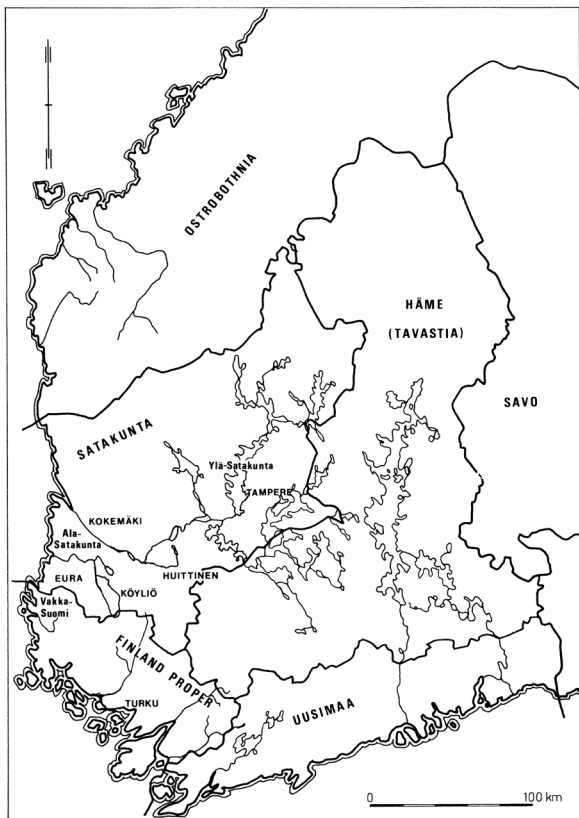 OSTROBOTHNIA
HÄME
(TAVASTIA)
SAVO
SATAKUNTA
Ylä-Satakunta
TAMPERE
KOKEMÄKI
Ala-
Satakunta
HUITTINEN
EURA
KÖYLIÖ
Vakka-
Suomi
FINLAND PROPER
TURKU
UUSIMAA
0 100 km